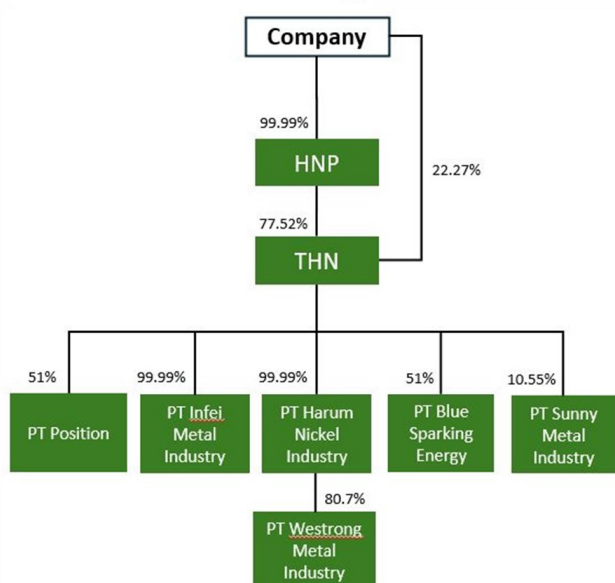 Company
99.99%
HNP
22.27%
77.52%
THN
51%
99.99%
99.99%
51%
10.55%
PT Position
PT Infei
Metal
Industry
PT Harum
Nickel
Industry
PT Blue
Sparking
Energy
PT Sunny
Metal
Industry
80.7%
PT Westrong
Metal
Industry